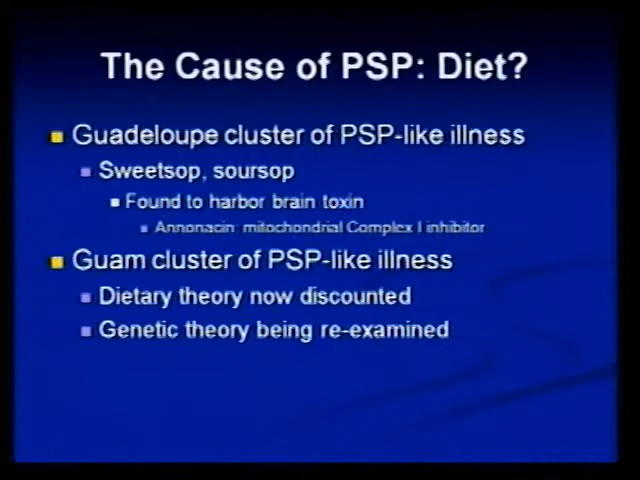 The Cause of PSP: Diet?
Guadeloupe cluster of PSP-like illness
Sweetsop, soursop
Found to harbor brain toxin
Annonacin: mitochondrial Complex I inhibitor
Guam cluster of PSP-like illness
Dietary theory now discounted
Genetic theory being re-examined